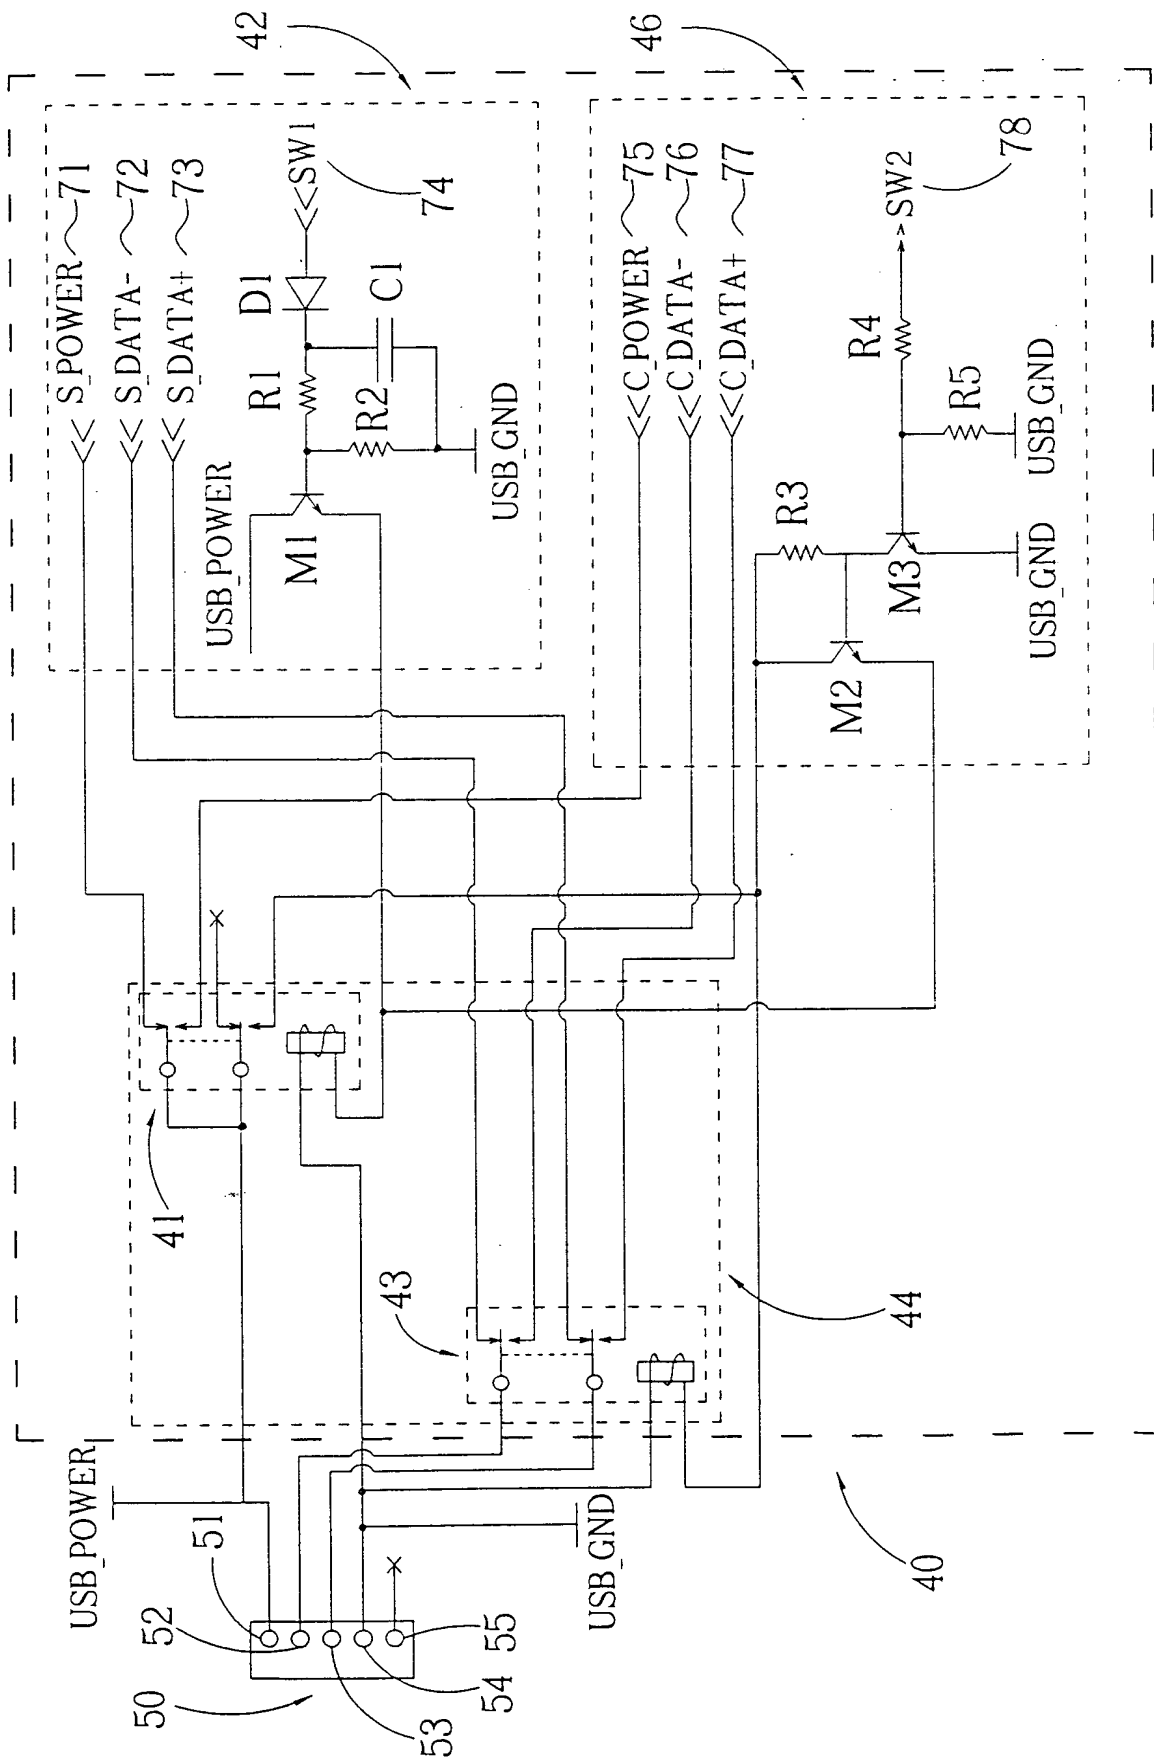 42
46
S_POWER 71
S_DATA- 72
S_DATA+ 73
SW1
74
D1
C1
R1
R2
USB_POWER
USB_GND
M1
C_POWER 75
C_DATA- 76
C_DATA+ 77
SW2
78
R4
R5
USB_GND
R3
M3
USB_GND
M2
41
43
44
USB_POWER
51
52
53
54
55
50
USB_GND
40